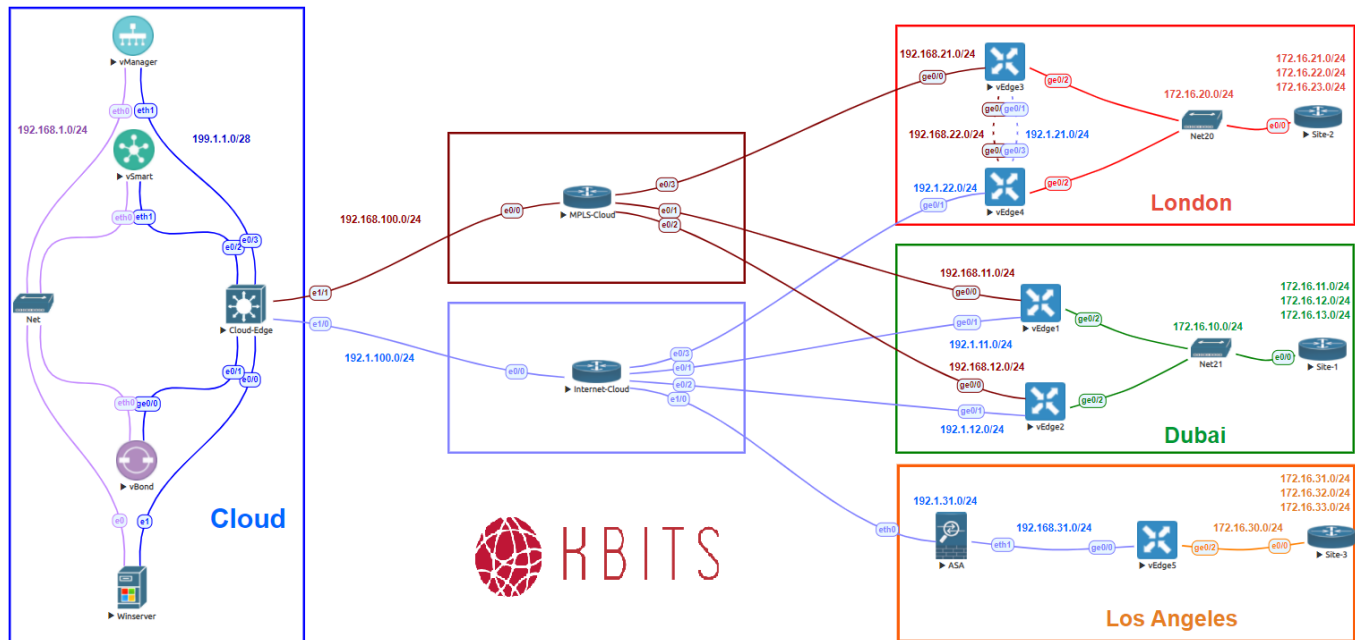 vManager
eth0
eth1
192.168.1.0/24
199.1.1.0/28
vSmart
eth0
eth1
e0/2
e0/3
Net
Cloud-Edge
e1/1
e1/0
e0/1
e0/0
eth0
ge0/0
vBond
e0
e1
Cloud
Winserver
192.168.100.0/24
192.1.100.0/24
e0/0
MPLS-Cloud
e0/3
e0/1
e0/2
e0/0
Internet-Cloud
e0/3
e0/1
e0/2
e1/0
KBITS
192.168.21.0/24
ge0/0
vEdge3
ge0/2
ge0/1
192.168.22.0/24
192.1.21.0/24
ge0/3
192.1.22.0/24
ge0/1
vEdge4
ge0/2
172.16.20.0/24
Net20
172.16.21.0/24
172.16.22.0/24
172.16.23.0/24
e0/0
Site-2
London
192.168.11.0/24
ge0/0
vEdge1
ge0/1
192.1.11.0/24
ge0/2
192.168.12.0/24
ge0/0
vEdge2
ge0/1
192.1.12.0/24
ge0/2
172.16.10.0/24
Net21
172.16.11.0/24
172.16.12.0/24
172.16.13.0/24
e0/0
Site-1
Dubai
192.1.31.0/24
eth0
ASA
eth1
192.168.31.0/24
ge0/0
vEdge5
172.16.30.0/24
ge0/2
e0/0
172.16.31.0/24
172.16.32.0/24
172.16.33.0/24
Site-3
Los Angeles